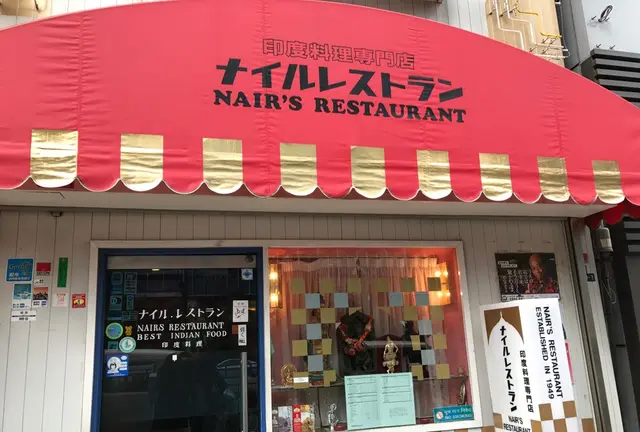 印度料理専門店
ナイルレストラン
NAIR'S RESTAURANT
ナイル.レストラン
NAIRS RESTAURANT
BEST INDIAN FOOD
印度料理
ナイルレストラン
印度料理専門店
NAIR'S
RESTAURANT
NAIR'S RESTAURANT
ESTABLISHED IN 1949